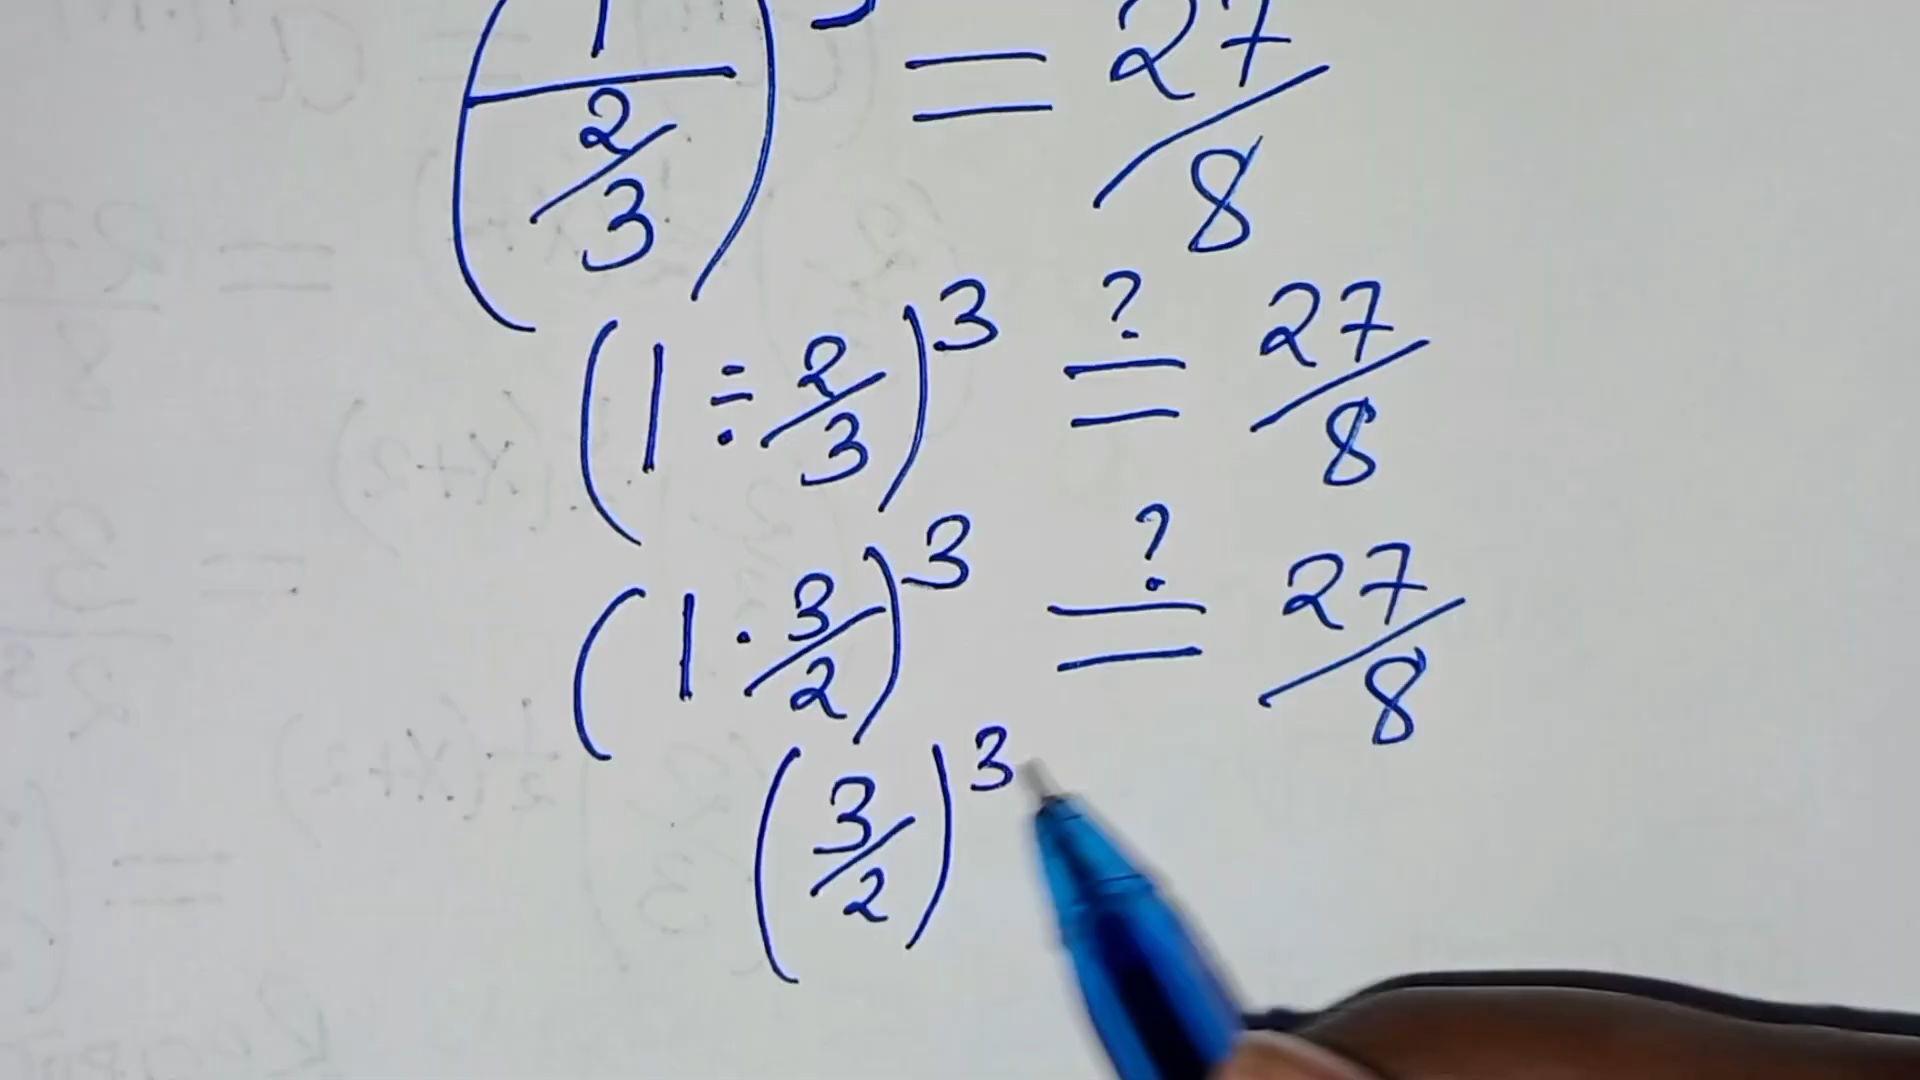 (1/(2/3))³ = 27/8
(1 ÷ 2/3)³ ≟ 27/8
(1 · 3/2)³ ≟ 27/8
(3/2)³